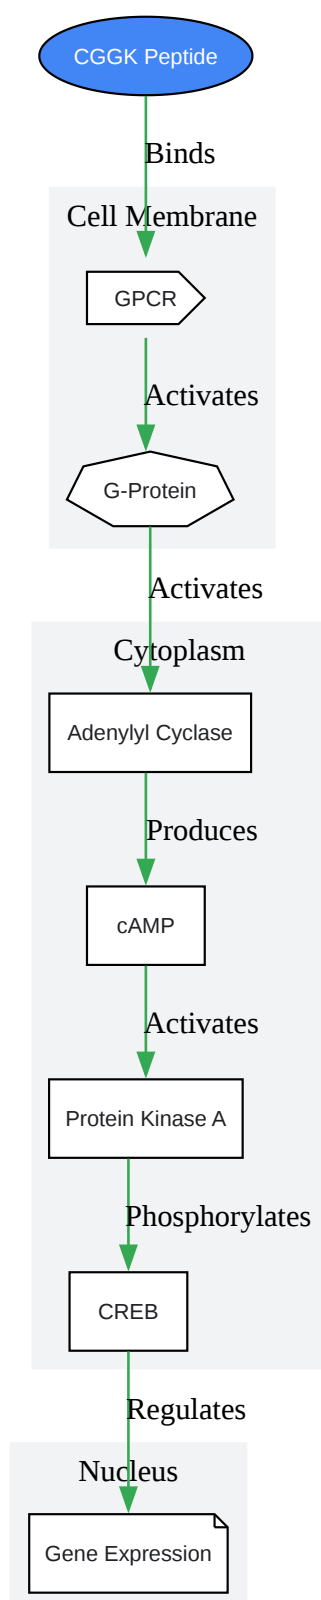 CGGK Peptide
Binds
Cell Membrane
GPCR
Activates
G-Protein
Activates
Cytoplasm
Adenylyl Cyclase
Produces
cAMP
Activates
Protein Kinase A
Phosphorylates
CREB
Regulates
Nucleus
Gene Expression